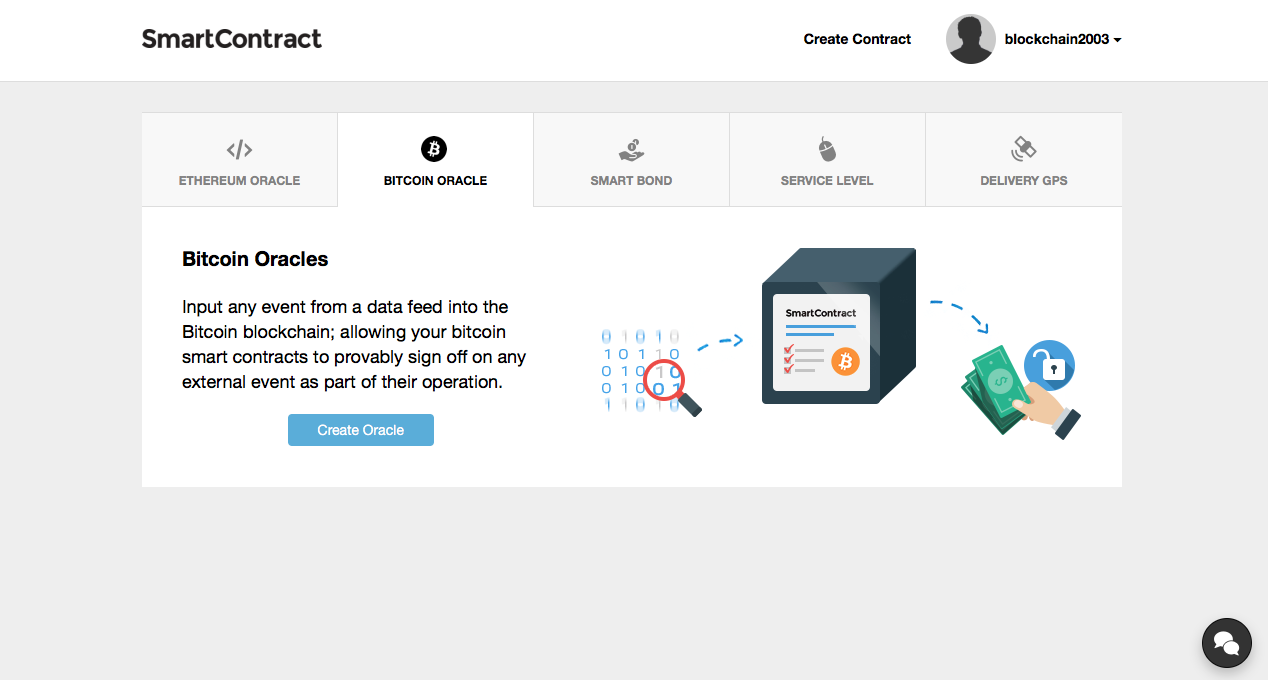 SmartContract
Create Contract
blockchain2003
ETHEREUM ORACLE
BITCOIN ORACLE
SMART BOND
SERVICE LEVEL
DELIVERY GPS
Bitcoin Oracles
Input any event from a data feed into the
Bitcoin blockchain; allowing your bitcoin
smart contracts to provably sign off on any
external event as part of their operation.
Create Oracle
0 1 0 1 0
1 0 1 1 0
0 1 0 1 0
0 1 0 0 1
1 1 0 1 0
SmartContract